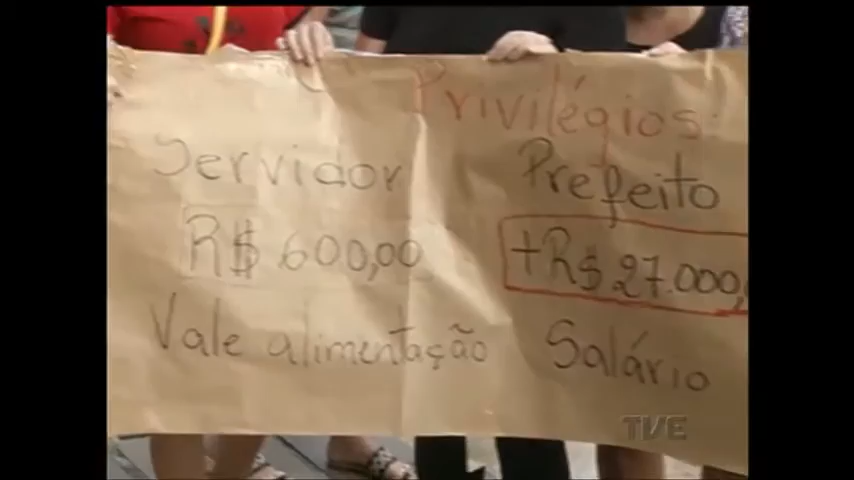 Privilégios:
Servidor
R$ 600,00
Vale alimentação
Prefeito
+R$ 27.000,
Salário
TVE